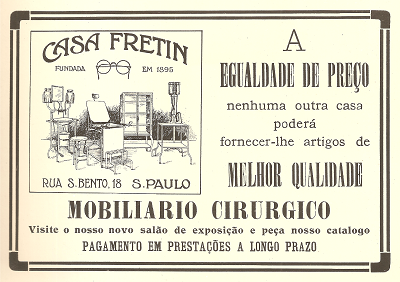 CASA FRETIN
FUNDADA EM 1895
RUA S. BENTO, 18 S. PAULO
A
EGUALDADE DE PREÇO
nenhuma outra casa
poderá
fornecer-lhe artigos de
MELHOR QUALIDADE
MOBILIARIO CIRURGICO
Visite o nosso novo salão de exposição e peça nosso catalogo
PAGAMENTO EM PRESTAÇÕES A LONGO PRAZO